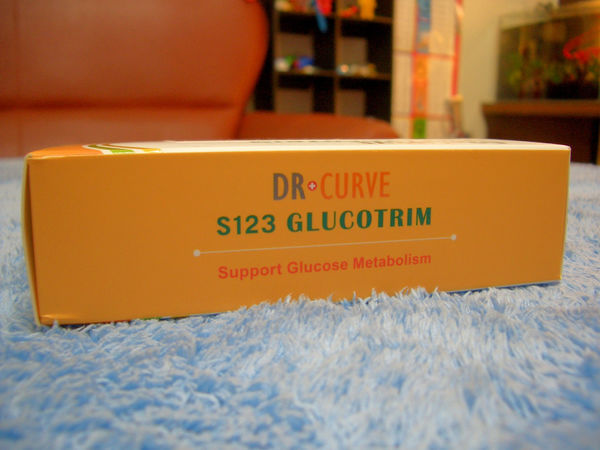 DR CURVE
S123 GLUCOTRIM
Support Glucose Metabolism